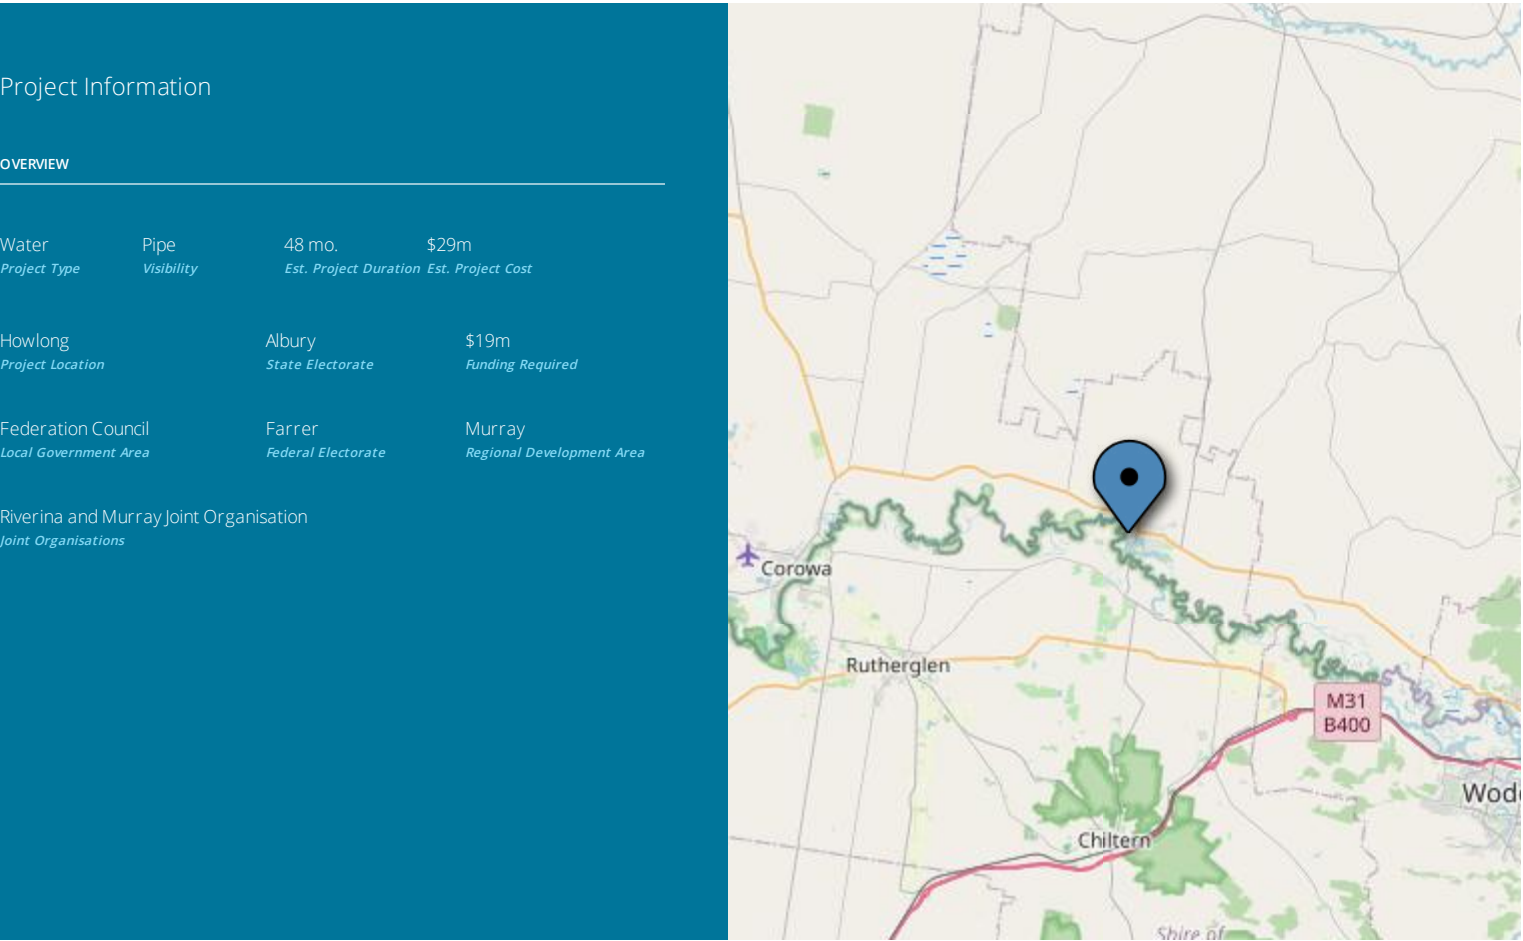 Project Information
OVERVIEW
Water Pipe 48 mo. $29m
Project Type Visibility Est. Project Duration Est. Project Cost
Howlong Albury $19m
Project Location State Electorate Funding Required
Federation Council Farrer Murray
Local Government Area Federal Electorate Regional Development Area
Riverina and Murray Joint Organisation
Joint Organisations
Corowa
Rutherglen
M31
B400
Wod
Chiltern
Shire of